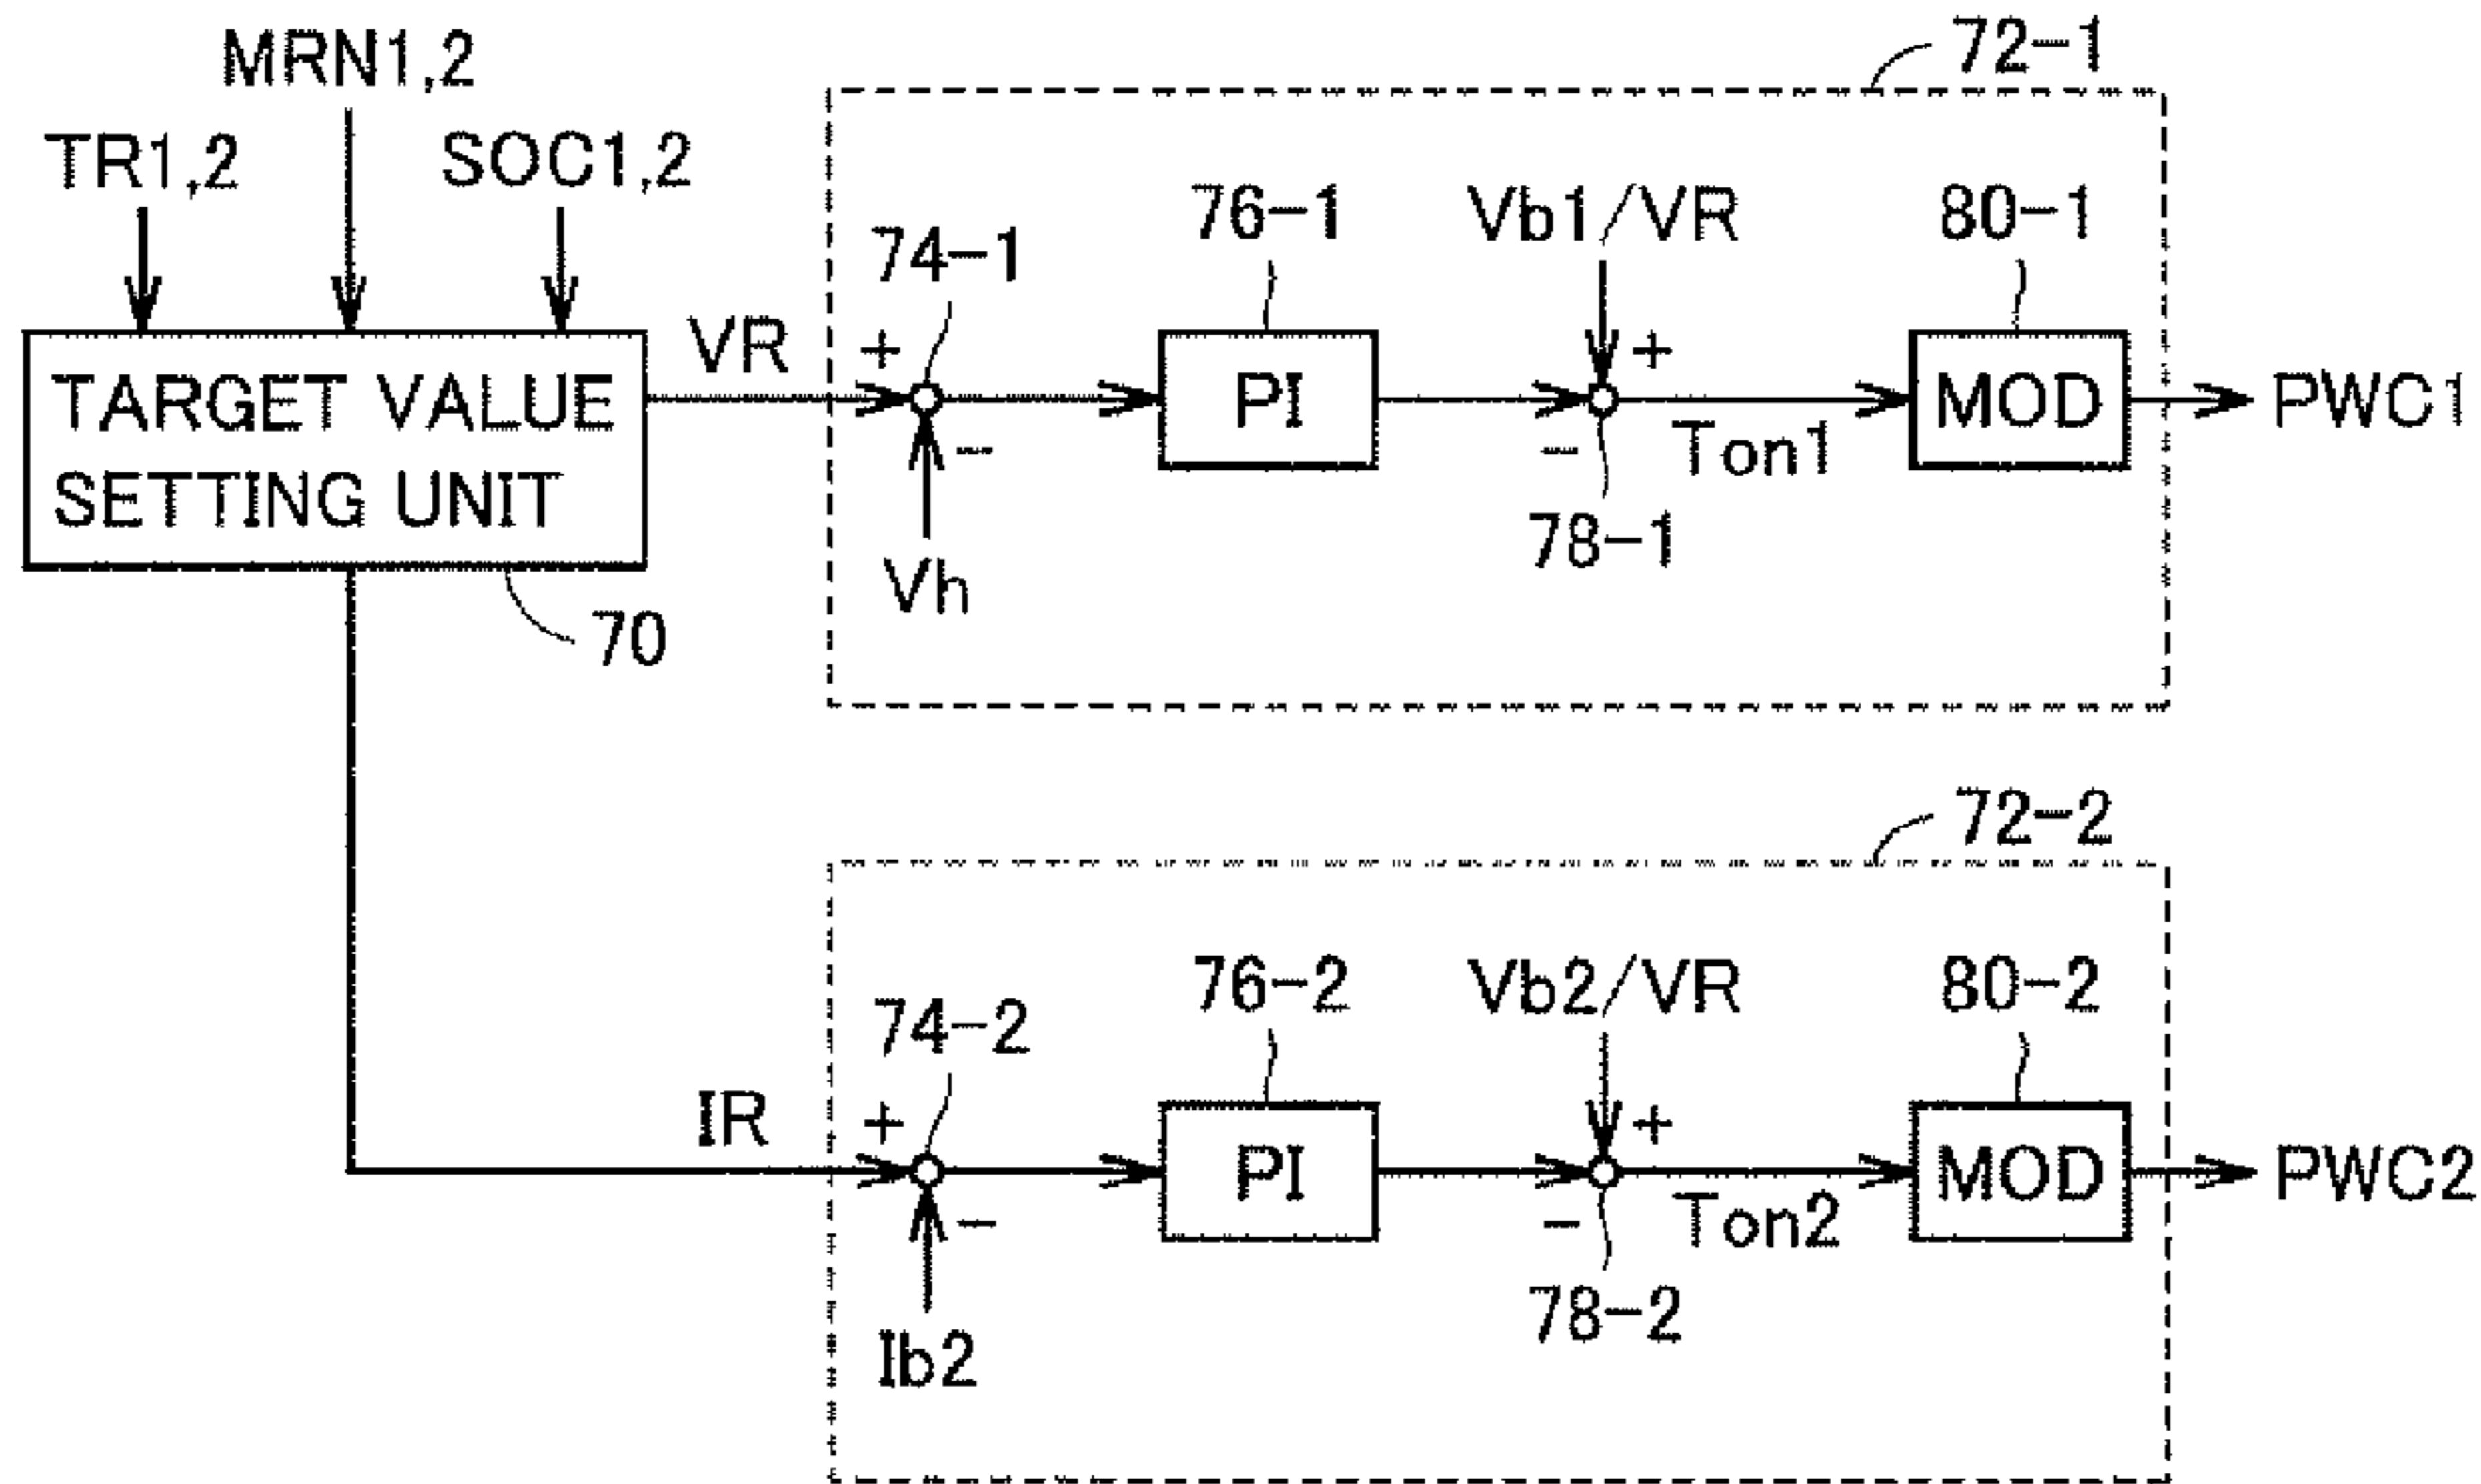 MRN1,2
TR1,2
SOC1,2
72-1
74-1
76-1
Vb1/VR
80-1
TARGET VALUE
SETTING UNIT
VR
+
-
PI
+
-
Ton1
MOD
PWC1
Vh
78-1
70
72-2
74-2
76-2
Vb2/VR
80-2
IR
+
-
PI
+
-
Ton2
MOD
PWC2
Ib2
78-2